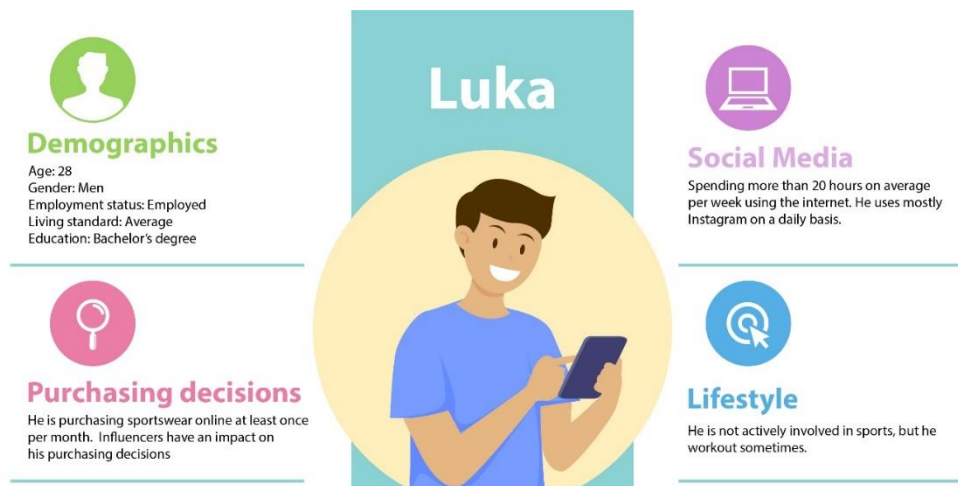 Luka
Demographics
Age: 28
Gender: Men
Employment status: Employed
Living standard: Average
Education: Bachelor's degree
Purchasing decisions
He is purchasing sportswear online at least once
per month.  Influencers have an impact on
his purchasing decisions
Social Media
Spending more than 20 hours on average
per week using the internet. He uses mostly
Instagram on a daily basis.
Lifestyle
He is not actively involved in sports, but he
workout sometimes.